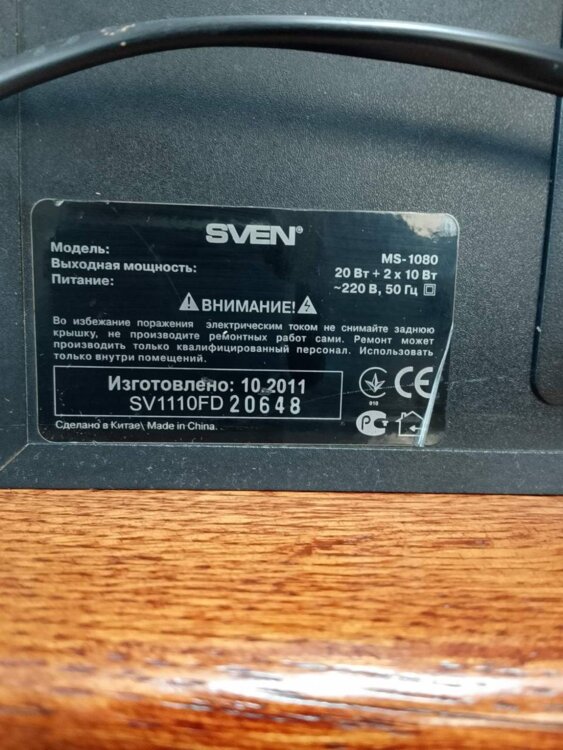 SVEN®
Модель: MS-1080
Выходная мощность: 20 Вт + 2 x 10 Вт
Питание: ~220 В, 50 Гц
ВНИМАНИЕ!
Во избежание поражения электрическим током не снимайте заднюю
крышку, не производите ремонтных работ сами. Ремонт может
производить только квалифицированный персонал. Использовать
только внутри помещений.
Изготовлено: 10.2011
SV1110FD 20648
010
CE
РС
Сделано в Китае\ Made in China.